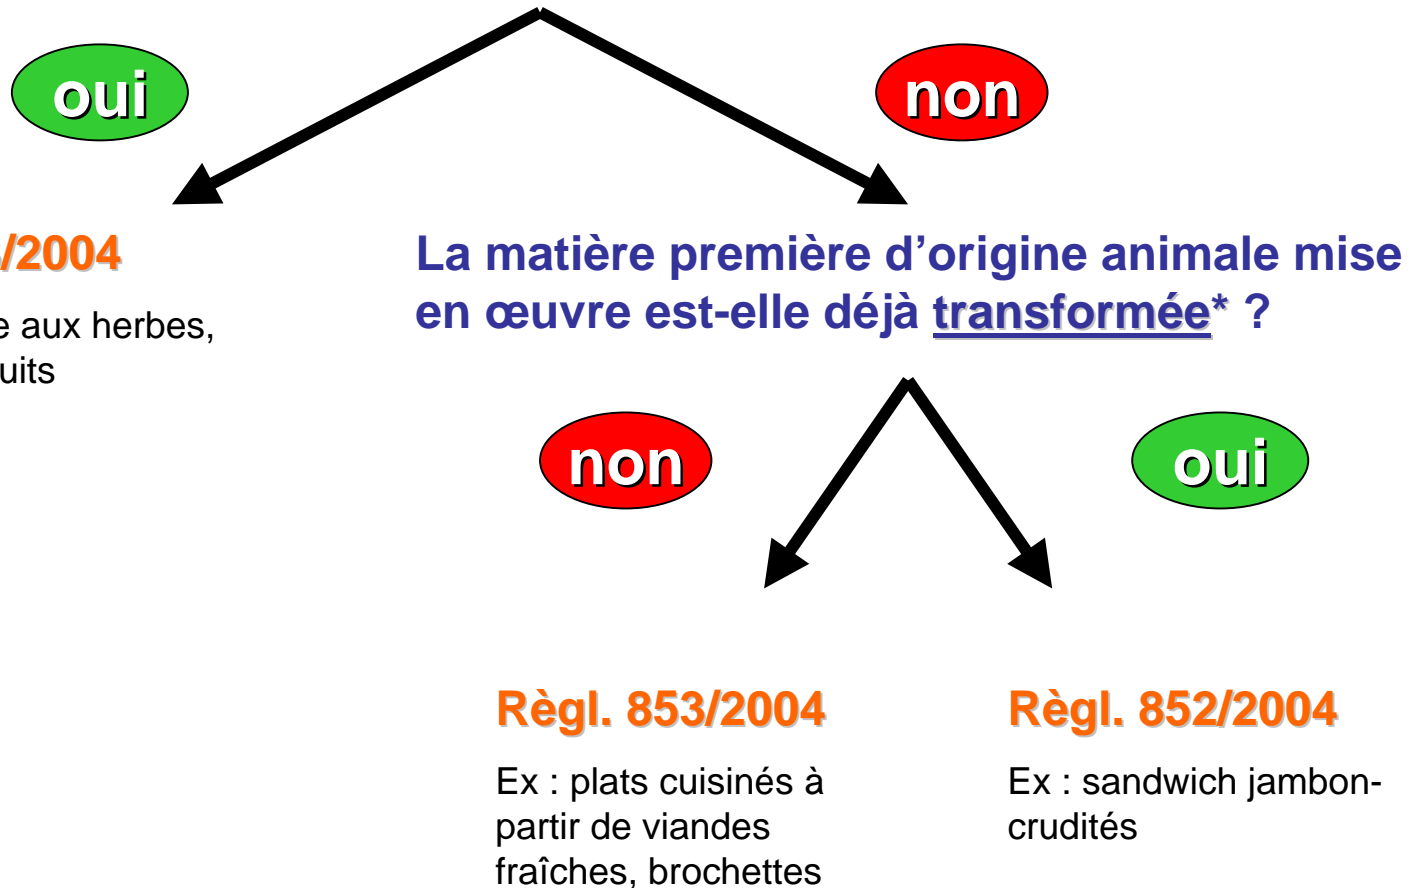 oui
non
/2004
La matière première d’origine animale mise
en œuvre est-elle déjà transformée* ?
aux herbes,
non
oui
Règl. 853/2004
Règl. 852/2004
Ex : plats cuisinés à
partir de viandes
fraîches, brochettes
Ex : sandwich jambon-
crudités